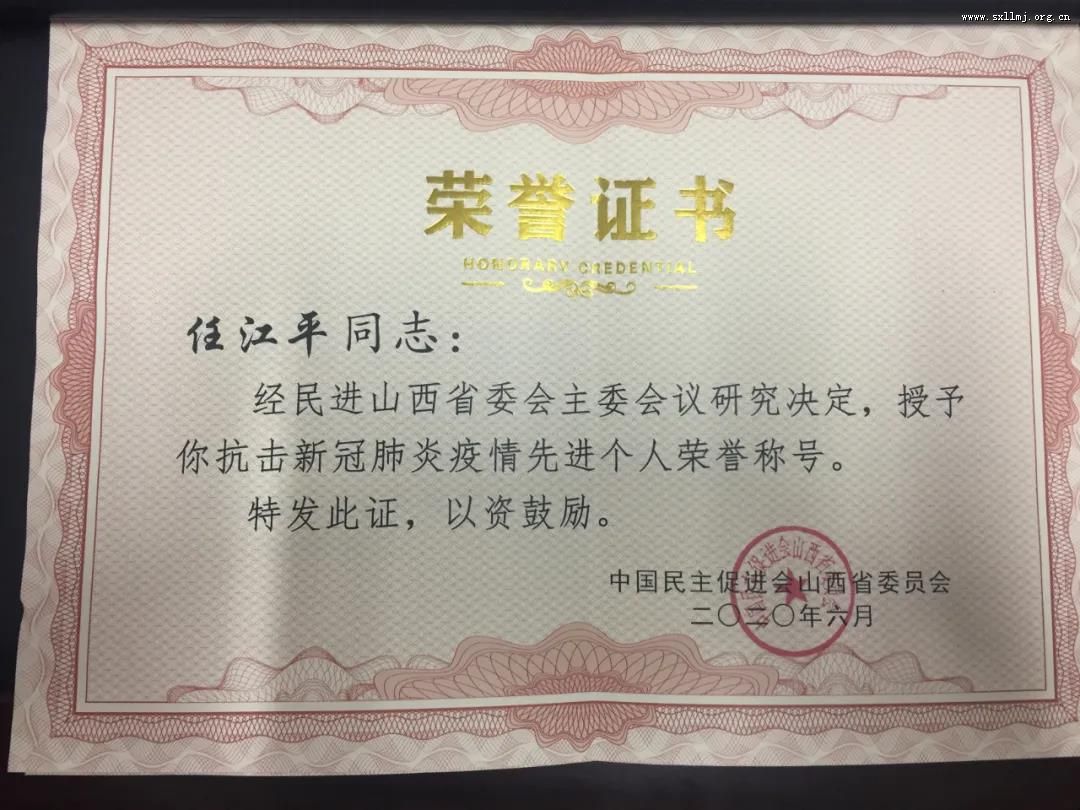 www.sxllmj.org.cn
荣誉证书
HONORARY CREDENTIAL
任江平同志：
经民进山西省委会主委会议研究决定，授予
你抗击新冠肺炎疫情先进个人荣誉称号。
特发此证，以资鼓励。
中国民主促进会山西省委员会
二〇二〇年六月